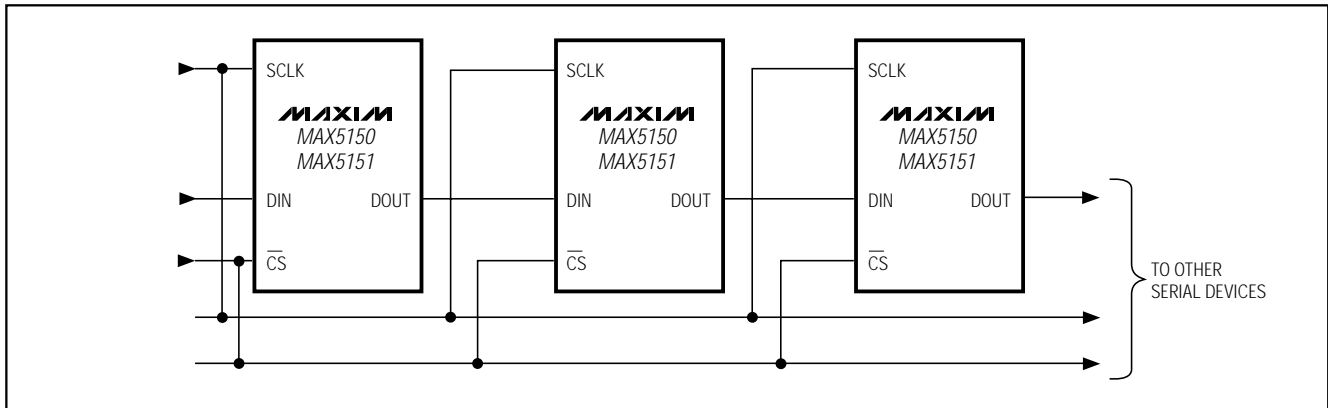 SCLK
MAXIM
MAX5150
MAX5151
DIN DOUT
CS
SCLK
MAXIM
MAX5150
MAX5151
DIN DOUT
CS
SCLK
MAXIM
MAX5150
MAX5151
DIN DOUT
CS
TO OTHER
SERIAL DEVICES